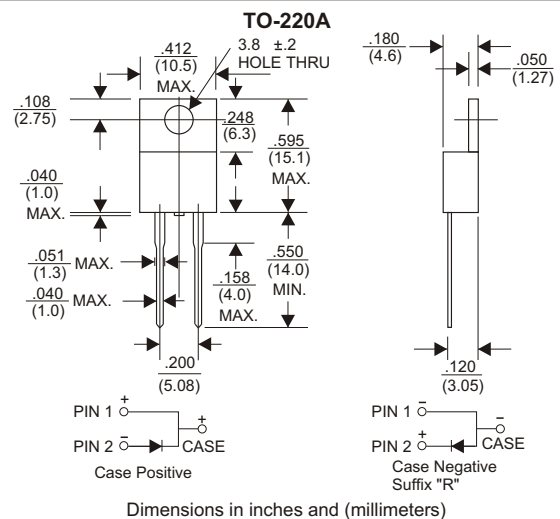 TO-220A
.412
(10.5)
MAX.
3.8 ±.2
HOLE THRU
.180
(4.6)
.050
(1.27)
.108
(2.75)
.248
(6.3)
.595
(15.1)
MAX.
.040
(1.0)
MAX.
.051
(1.3)
MAX.
.040
(1.0)
MAX.
.158
(4.0)
MAX.
.550
(14.0)
MIN.
.200
(5.08)
.120
(3.05)
PIN 1 +
PIN 2 -
+
CASE
Case Positive
PIN 1 -
PIN 2 +
-
CASE
Case Negative
Suffix "R"
Dimensions in inches and (millimeters)